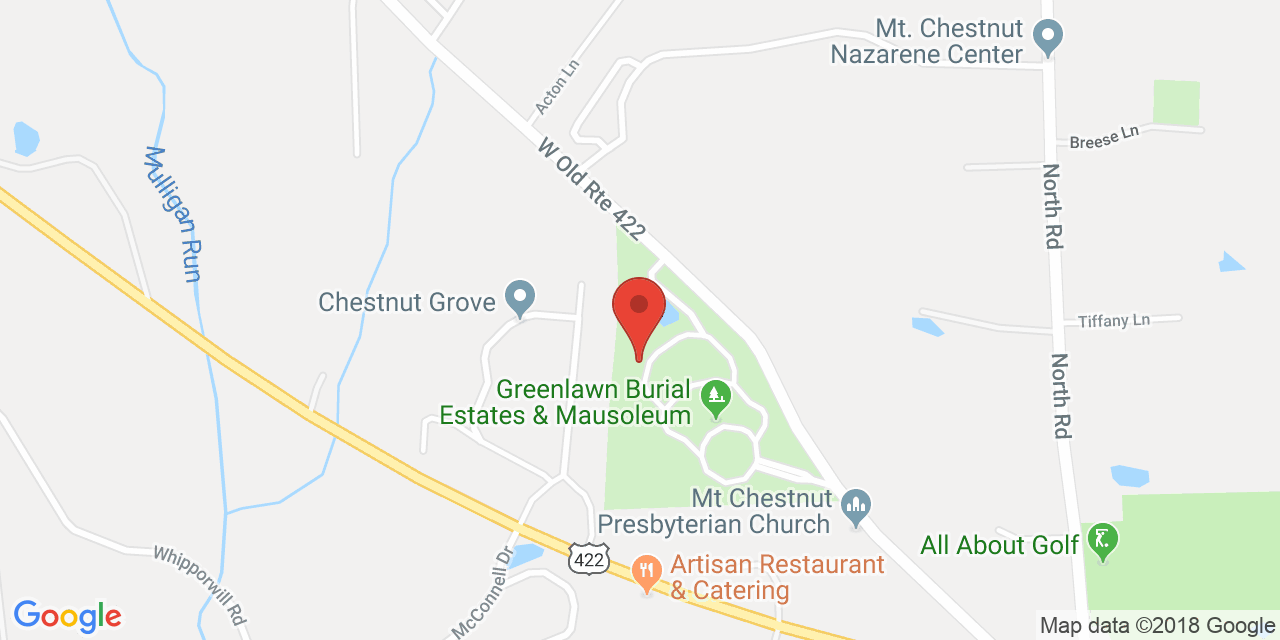 Mt. Chestnut
Nazarene Center
Acton Ln
Breese Ln
W Old Rte 422
Mulligan Run
North Rd
Chestnut Grove
Tiffany Ln
North Rd
Greenlawn Burial
Estates & Mausoleum
Mt Chestnut
Presbyterian Church
All About Golf
422
Artisan Restaurant
& Catering
Whipporwill Rd
McConnell Dr
Google
Map data ©2018 Google